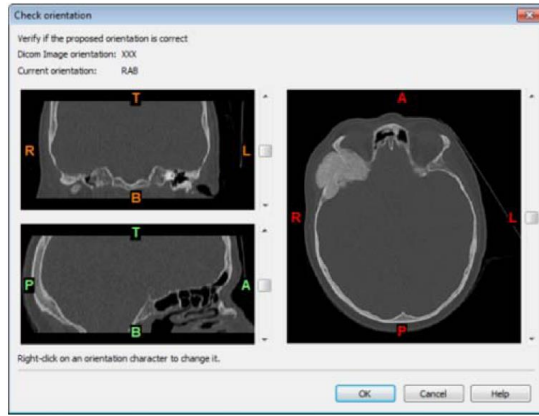 Check orientation
Verify if the proposed orientation is correct
Dicom Image orientation: XXX
Current orientation: RAB
T
R
L
B
T
P
A
B
A
R
L
P
Right-click on an orientation character to change it.
OK
Cancel
Help